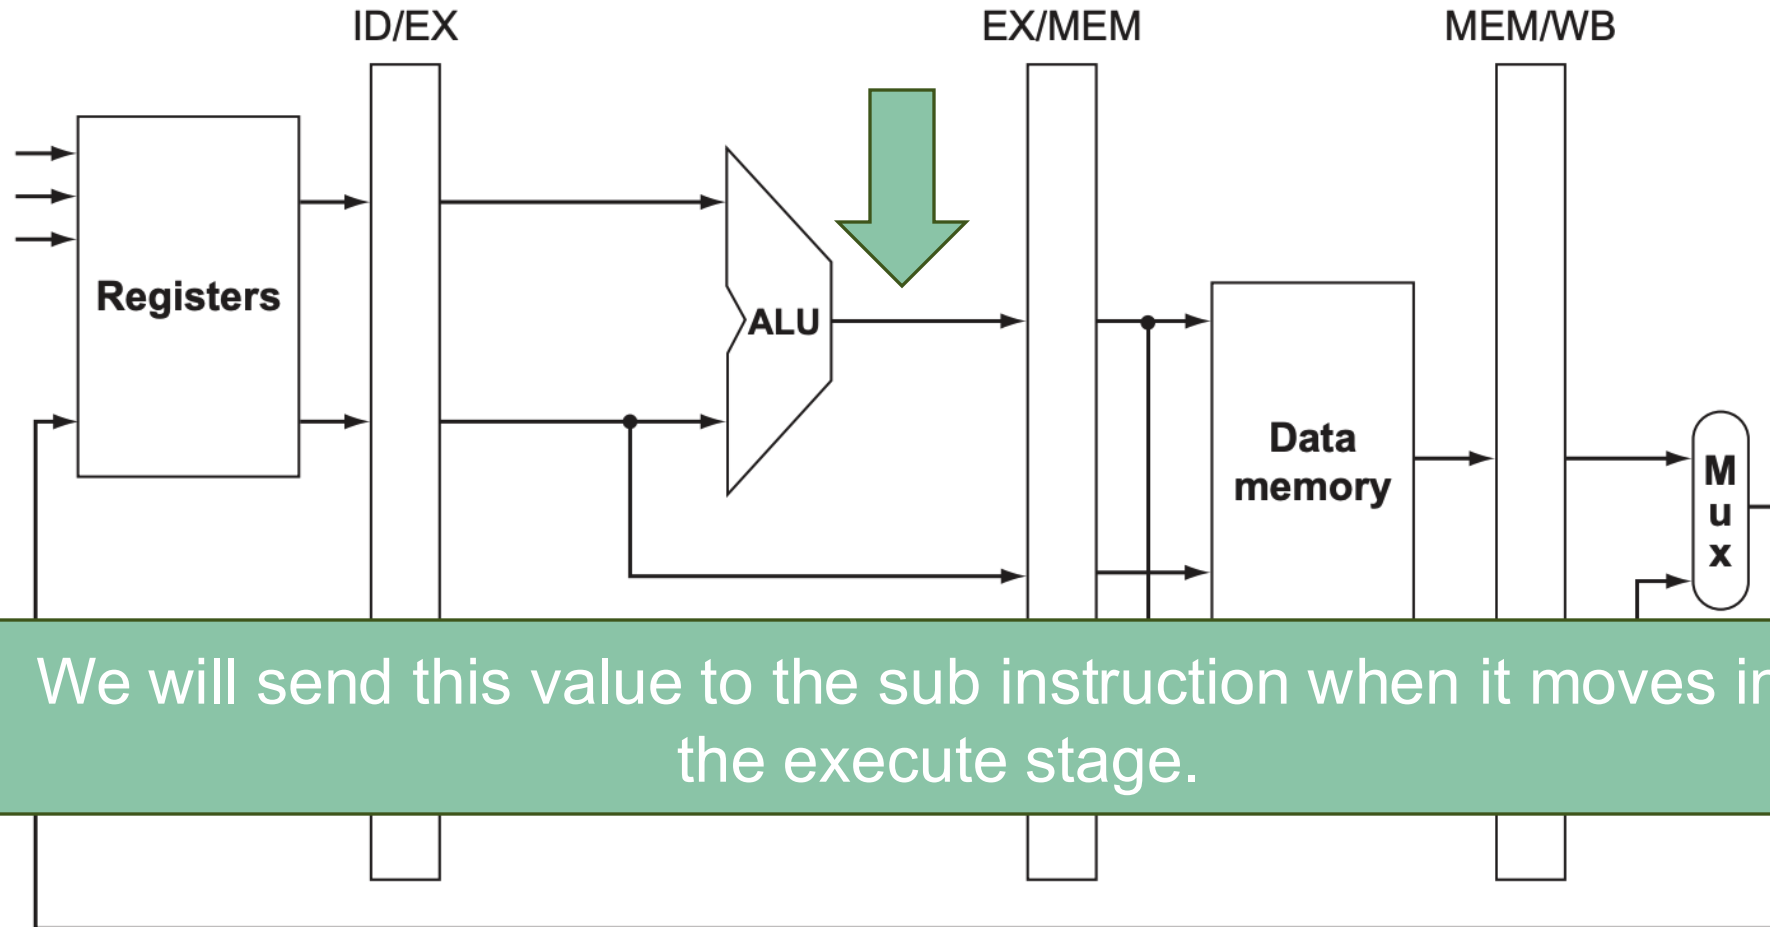 ID/EX
EX/MEM
MEM/WB
Registers
ALU
Data
memory
M
u
x
We will send this value to the sub instruction when it moves
the execute stage.